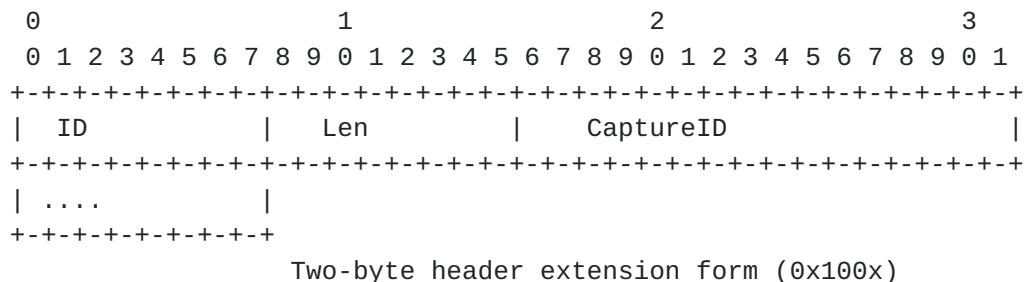 0                   1                   2                   3
 0 1 2 3 4 5 6 7 8 9 0 1 2 3 4 5 6 7 8 9 0 1 2 3 4 5 6 7 8 9 0 1
+-+-+-+-+-+-+-+-+-+-+-+-+-+-+-+-+-+-+-+-+-+-+-+-+-+-+-+-+-+-+-+-+
|  ID           |   Len         |    CaptureID                  |
+-+-+-+-+-+-+-+-+-+-+-+-+-+-+-+-+-+-+-+-+-+-+-+-+-+-+-+-+-+-+-+-+
| ....          |
+-+-+-+-+-+-+-+-+
Two-byte header extension form (0x100x)